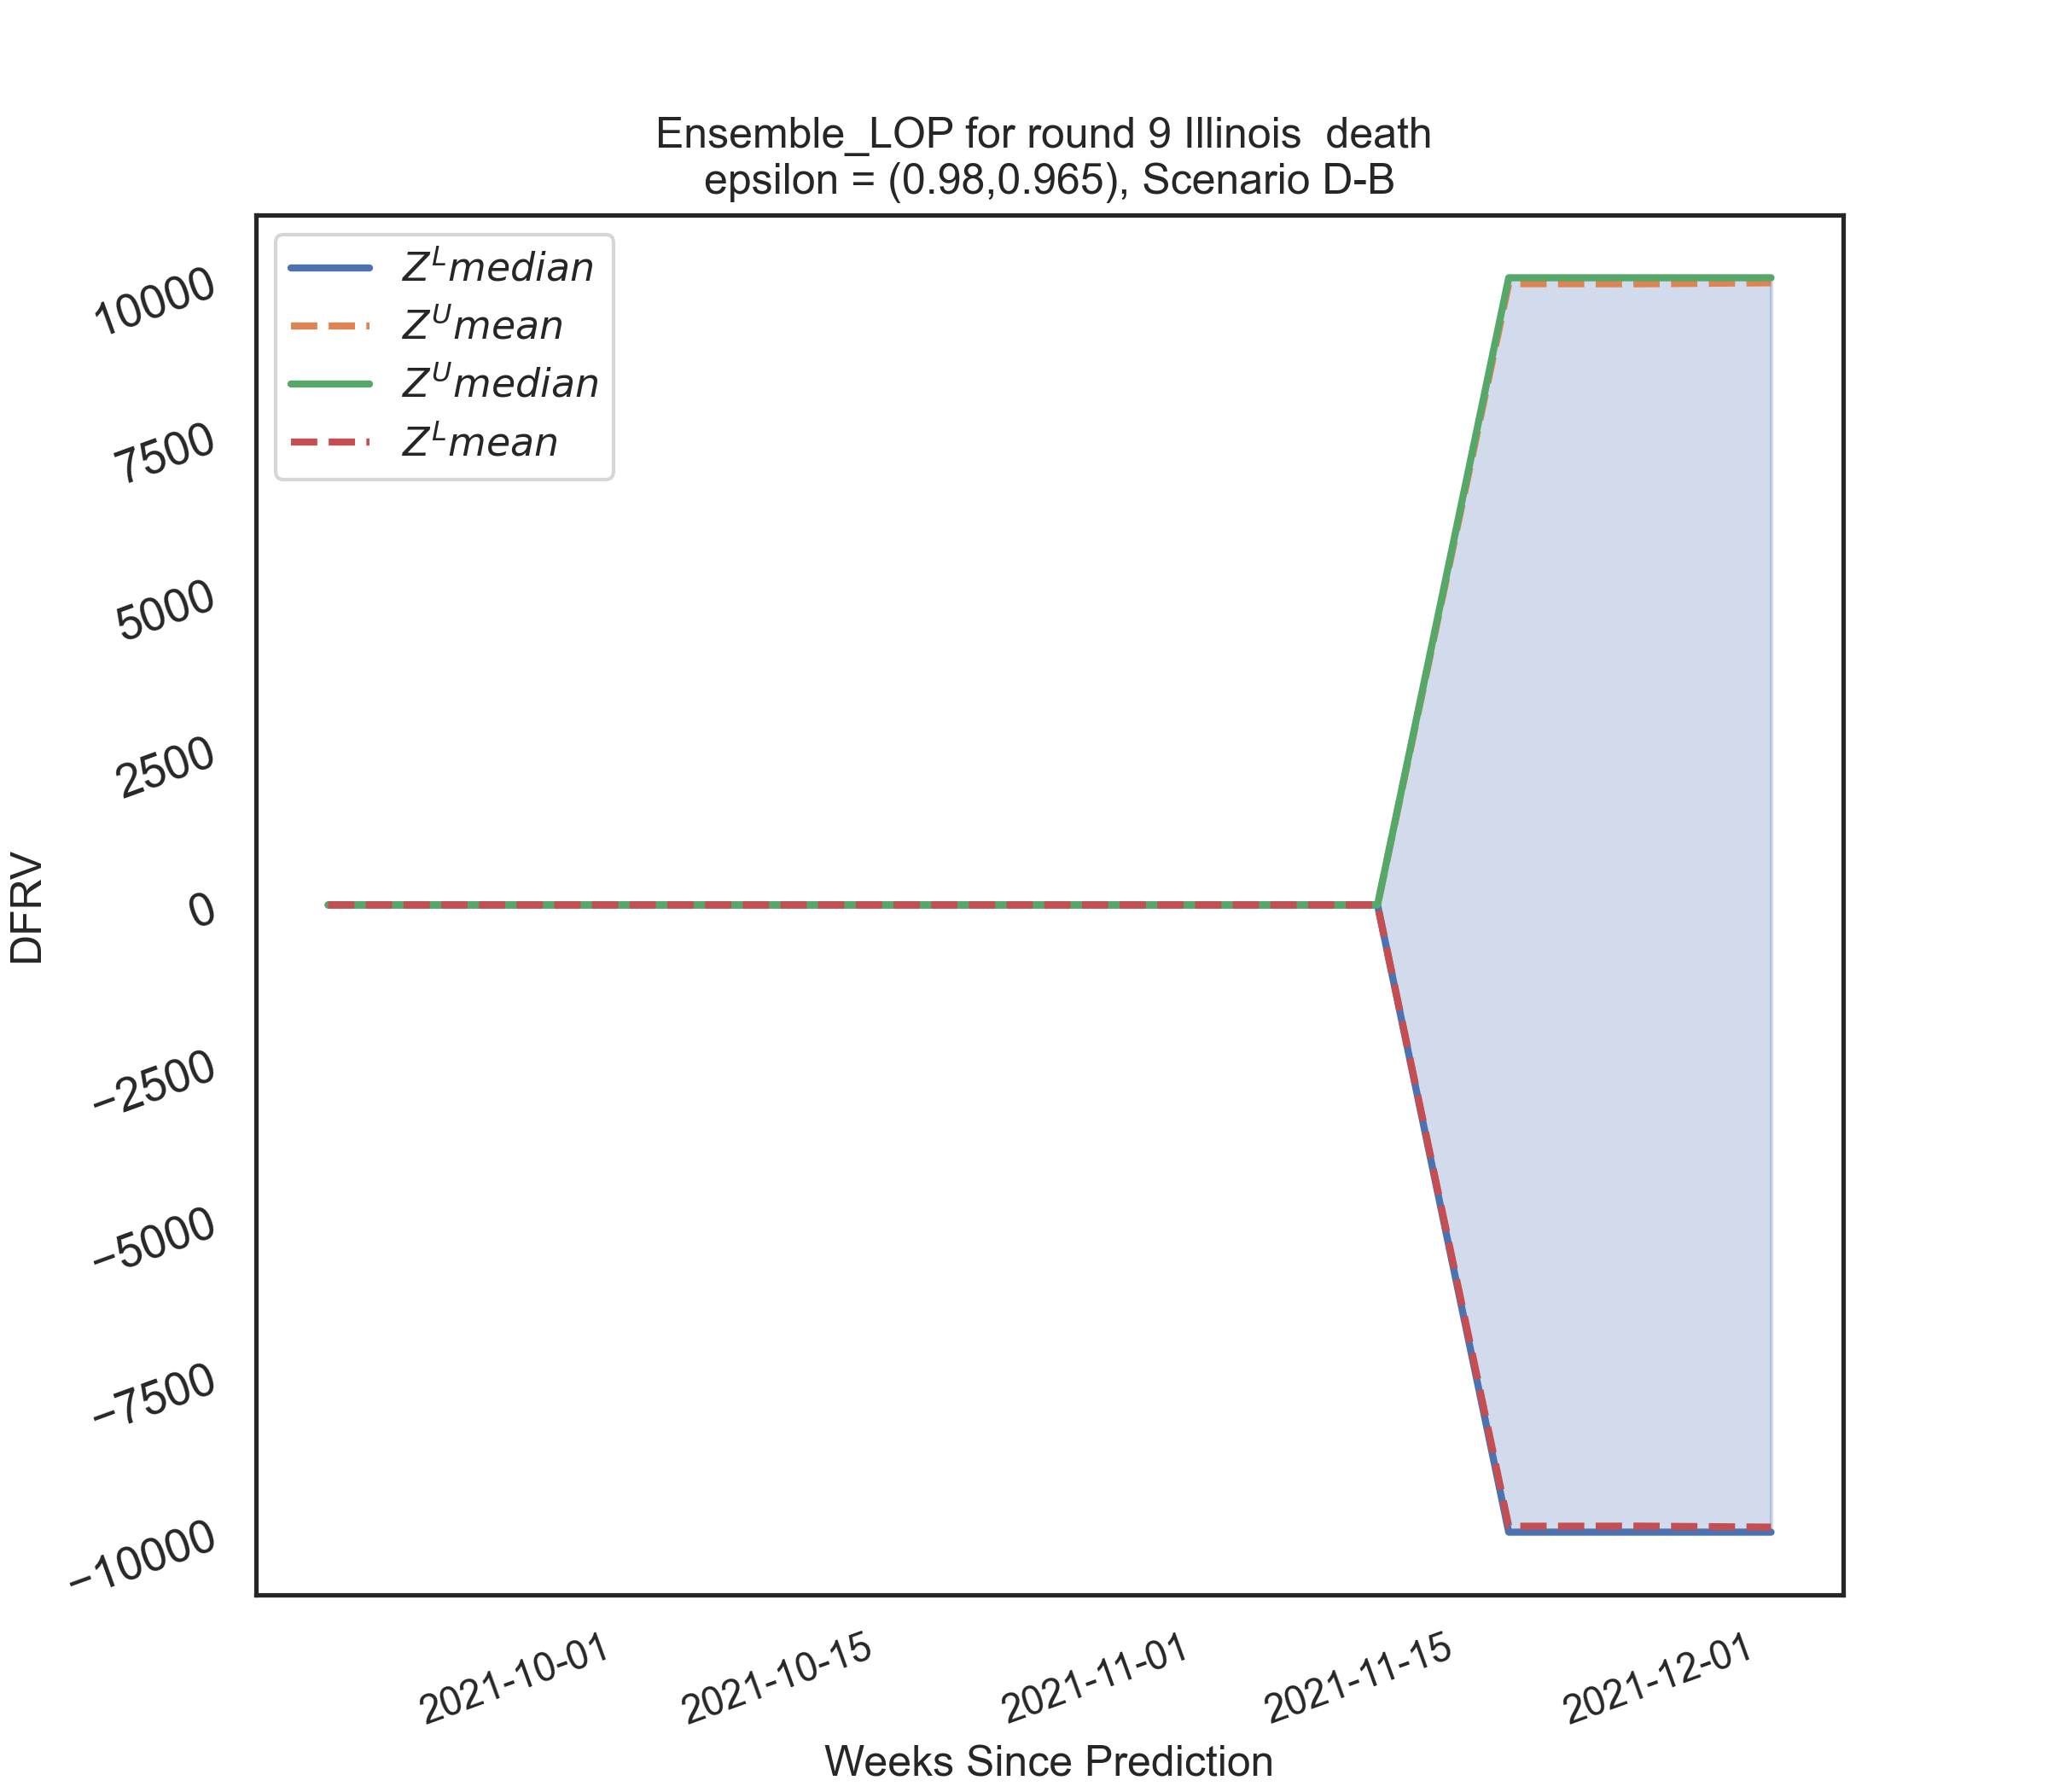 Ensemble_LOP for round 9 Illinois  death
epsilon = (0.98,0.965), Scenario D-B
Z^L median
Z^U mean
Z^U median
Z^L mean
10000
7500
5000
2500
0
−2500
−5000
−7500
−10000
DFRV
2021-10-01
2021-10-15
2021-11-01
2021-11-15
2021-12-01
Weeks Since Prediction